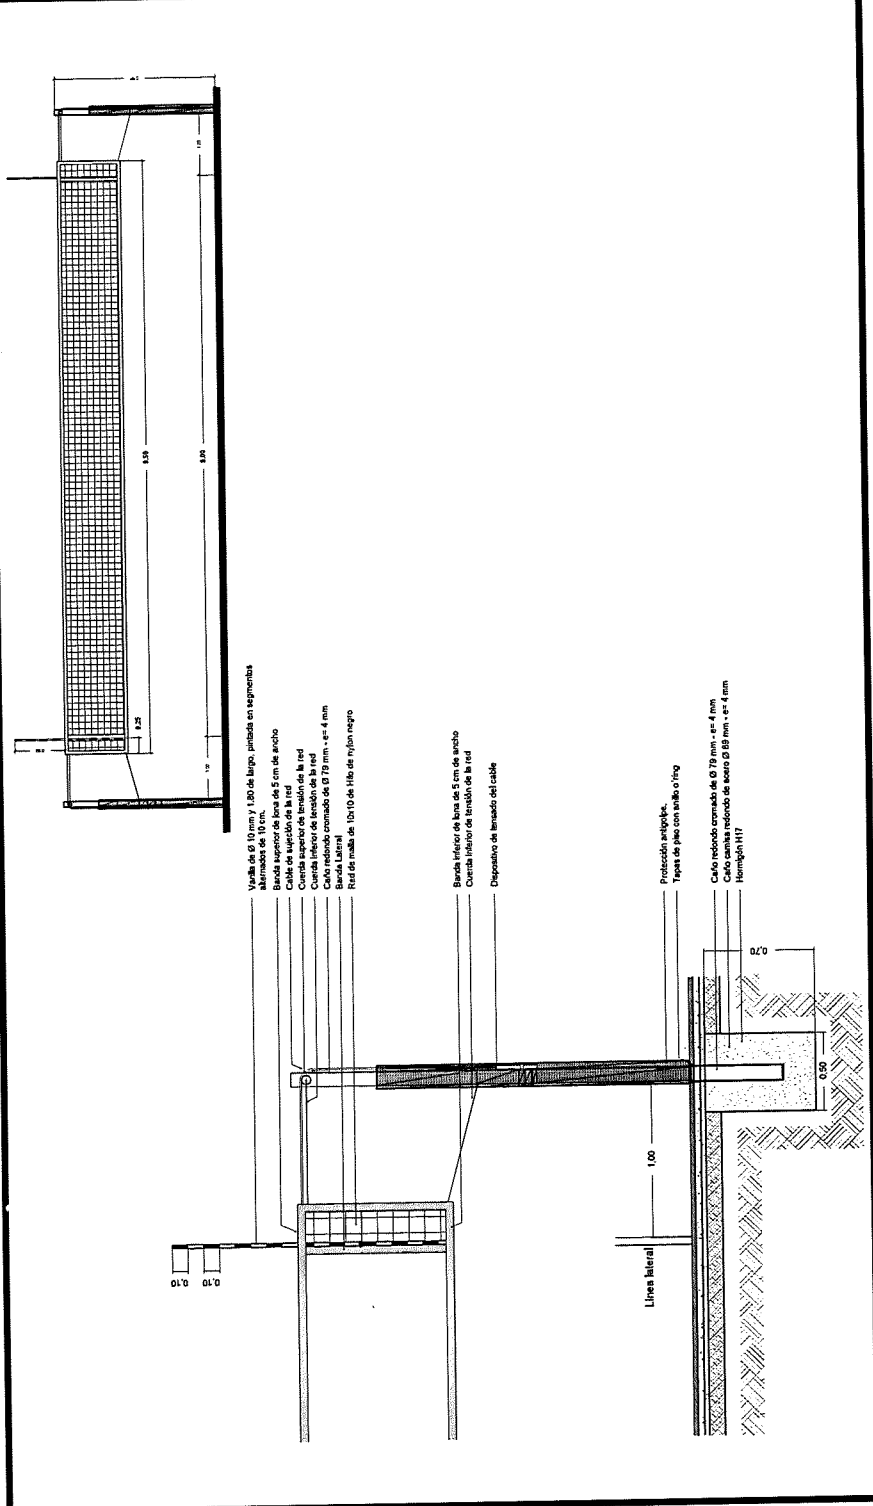 9.50
9.00
0.25
Varilla de Ø 10 mm y 1,80 de largo, pintada en segmentos
alternados de 10 cm.
Banda superior de lona de 5 cm de ancho
Cable de sujeción de la red
Cuerda superior de tensión de la red
Cuerda inferior de tensión de la red
Caño redondo cromado de Ø 79 mm - e= 4 mm
Banda Lateral
Red de malla de 10x10 de Hilo de nylon negro
Banda inferior de lona de 5 cm de ancho
Cuerda inferior de tensión de la red
Dispositivo de tensado del cable
Protección antigolpe.
Tapas de piso con anillo o'ring
Caño redondo cromado de Ø 79 mm - e= 4 mm
Caño camisa redondo de acero Ø 89 mm - e= 4 mm
Hormigón H17
0,10
0,10
Línea lateral
1,00
0,50
0,70